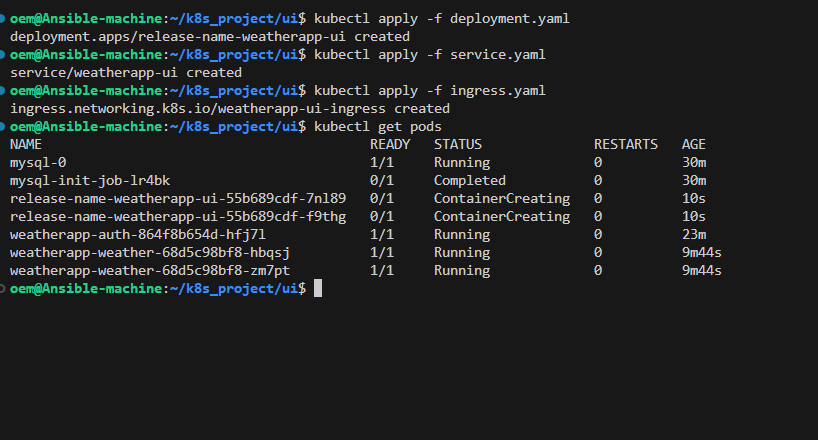 oem@Ansible-machine:~/k8s_project/ui$ kubectl apply -f deployment.yaml
deployment.apps/release-name-weatherapp-ui created
oem@Ansible-machine:~/k8s_project/ui$ kubectl apply -f service.yaml
service/weatherapp-ui created
oem@Ansible-machine:~/k8s_project/ui$ kubectl apply -f ingress.yaml
ingress.networking.k8s.io/weatherapp-ui-ingress created
oem@Ansible-machine:~/k8s_project/ui$ kubectl get pods
NAME READY STATUS RESTARTS AGE
mysql-0 1/1 Running 0 30m
mysql-init-job-lr4bk 0/1 Completed 0 30m
release-name-weatherapp-ui-55b689cdf-7nl89 0/1 ContainerCreating 0 10s
release-name-weatherapp-ui-55b689cdf-f9thg 0/1 ContainerCreating 0 10s
weatherapp-auth-864f8b654d-hfj7l 1/1 Running 0 23m
weatherapp-weather-68d5c98bf8-hbqsj 1/1 Running 0 9m44s
weatherapp-weather-68d5c98bf8-zm7pt 1/1 Running 0 9m44s
oem@Ansible-machine:~/k8s_project/ui$